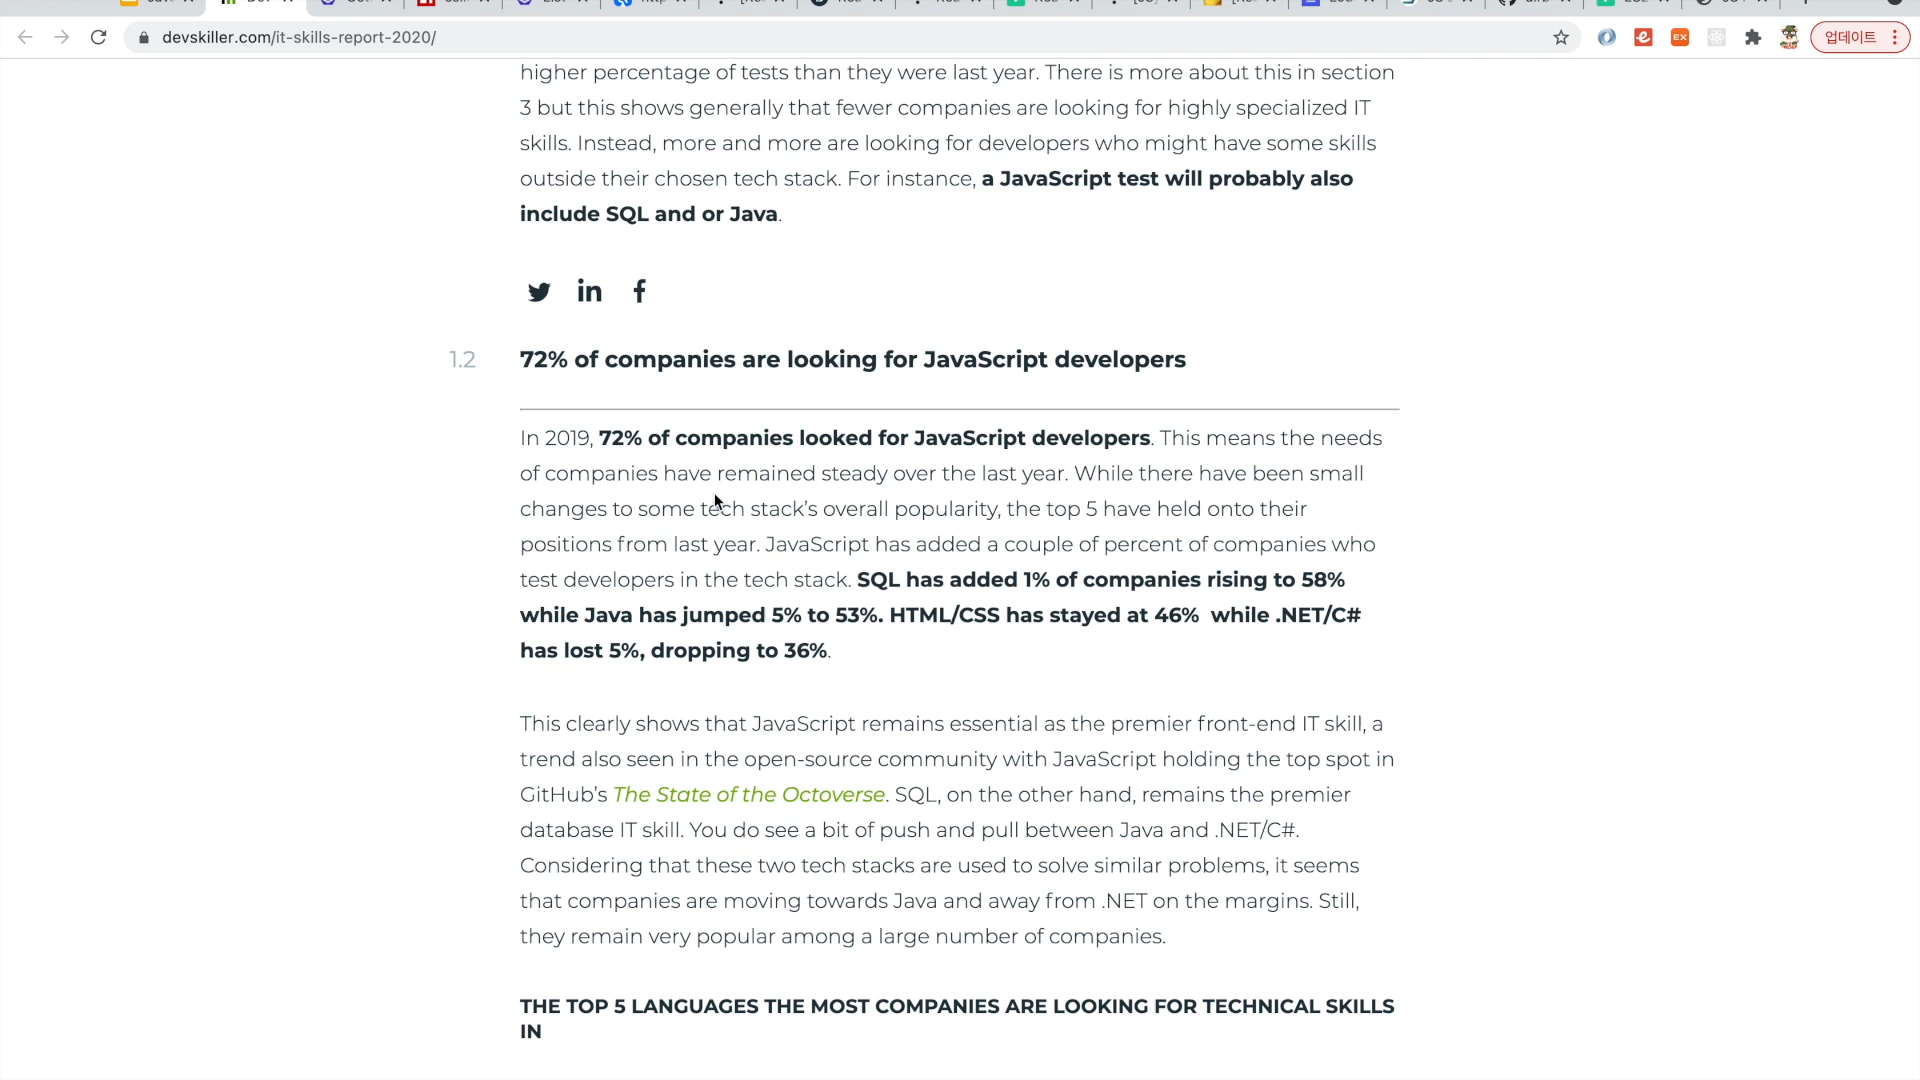 devskiller.com/it-skills-report-2020/
EX
업데이트
higher percentage of tests than they were last year. There is more about this in section
3 but this shows generally that fewer companies are looking for highly specialized IT
skills. Instead, more and more are looking for developers who might have some skills
outside their chosen tech stack. For instance, a JavaScript test will probably also
include SQL and or Java.
1.2 72% of companies are looking for JavaScript developers
In 2019, 72% of companies looked for JavaScript developers. This means the needs
of companies have remained steady over the last year. While there have been small
changes to some tech stack’s overall popularity, the top 5 have held onto their
positions from last year. JavaScript has added a couple of percent of companies who
test developers in the tech stack. SQL has added 1% of companies rising to 58%
while Java has jumped 5% to 53%. HTML/CSS has stayed at 46% while .NET/C#
has lost 5%, dropping to 36%.
This clearly shows that JavaScript remains essential as the premier front-end IT skill, a
trend also seen in the open-source community with JavaScript holding the top spot in
GitHub’s The State of the Octoverse. SQL, on the other hand, remains the premier
database IT skill. You do see a bit of push and pull between Java and .NET/C#.
Considering that these two tech stacks are used to solve similar problems, it seems
that companies are moving towards Java and away from .NET on the margins. Still,
they remain very popular among a large number of companies.
THE TOP 5 LANGUAGES THE MOST COMPANIES ARE LOOKING FOR TECHNICAL SKILLS
IN